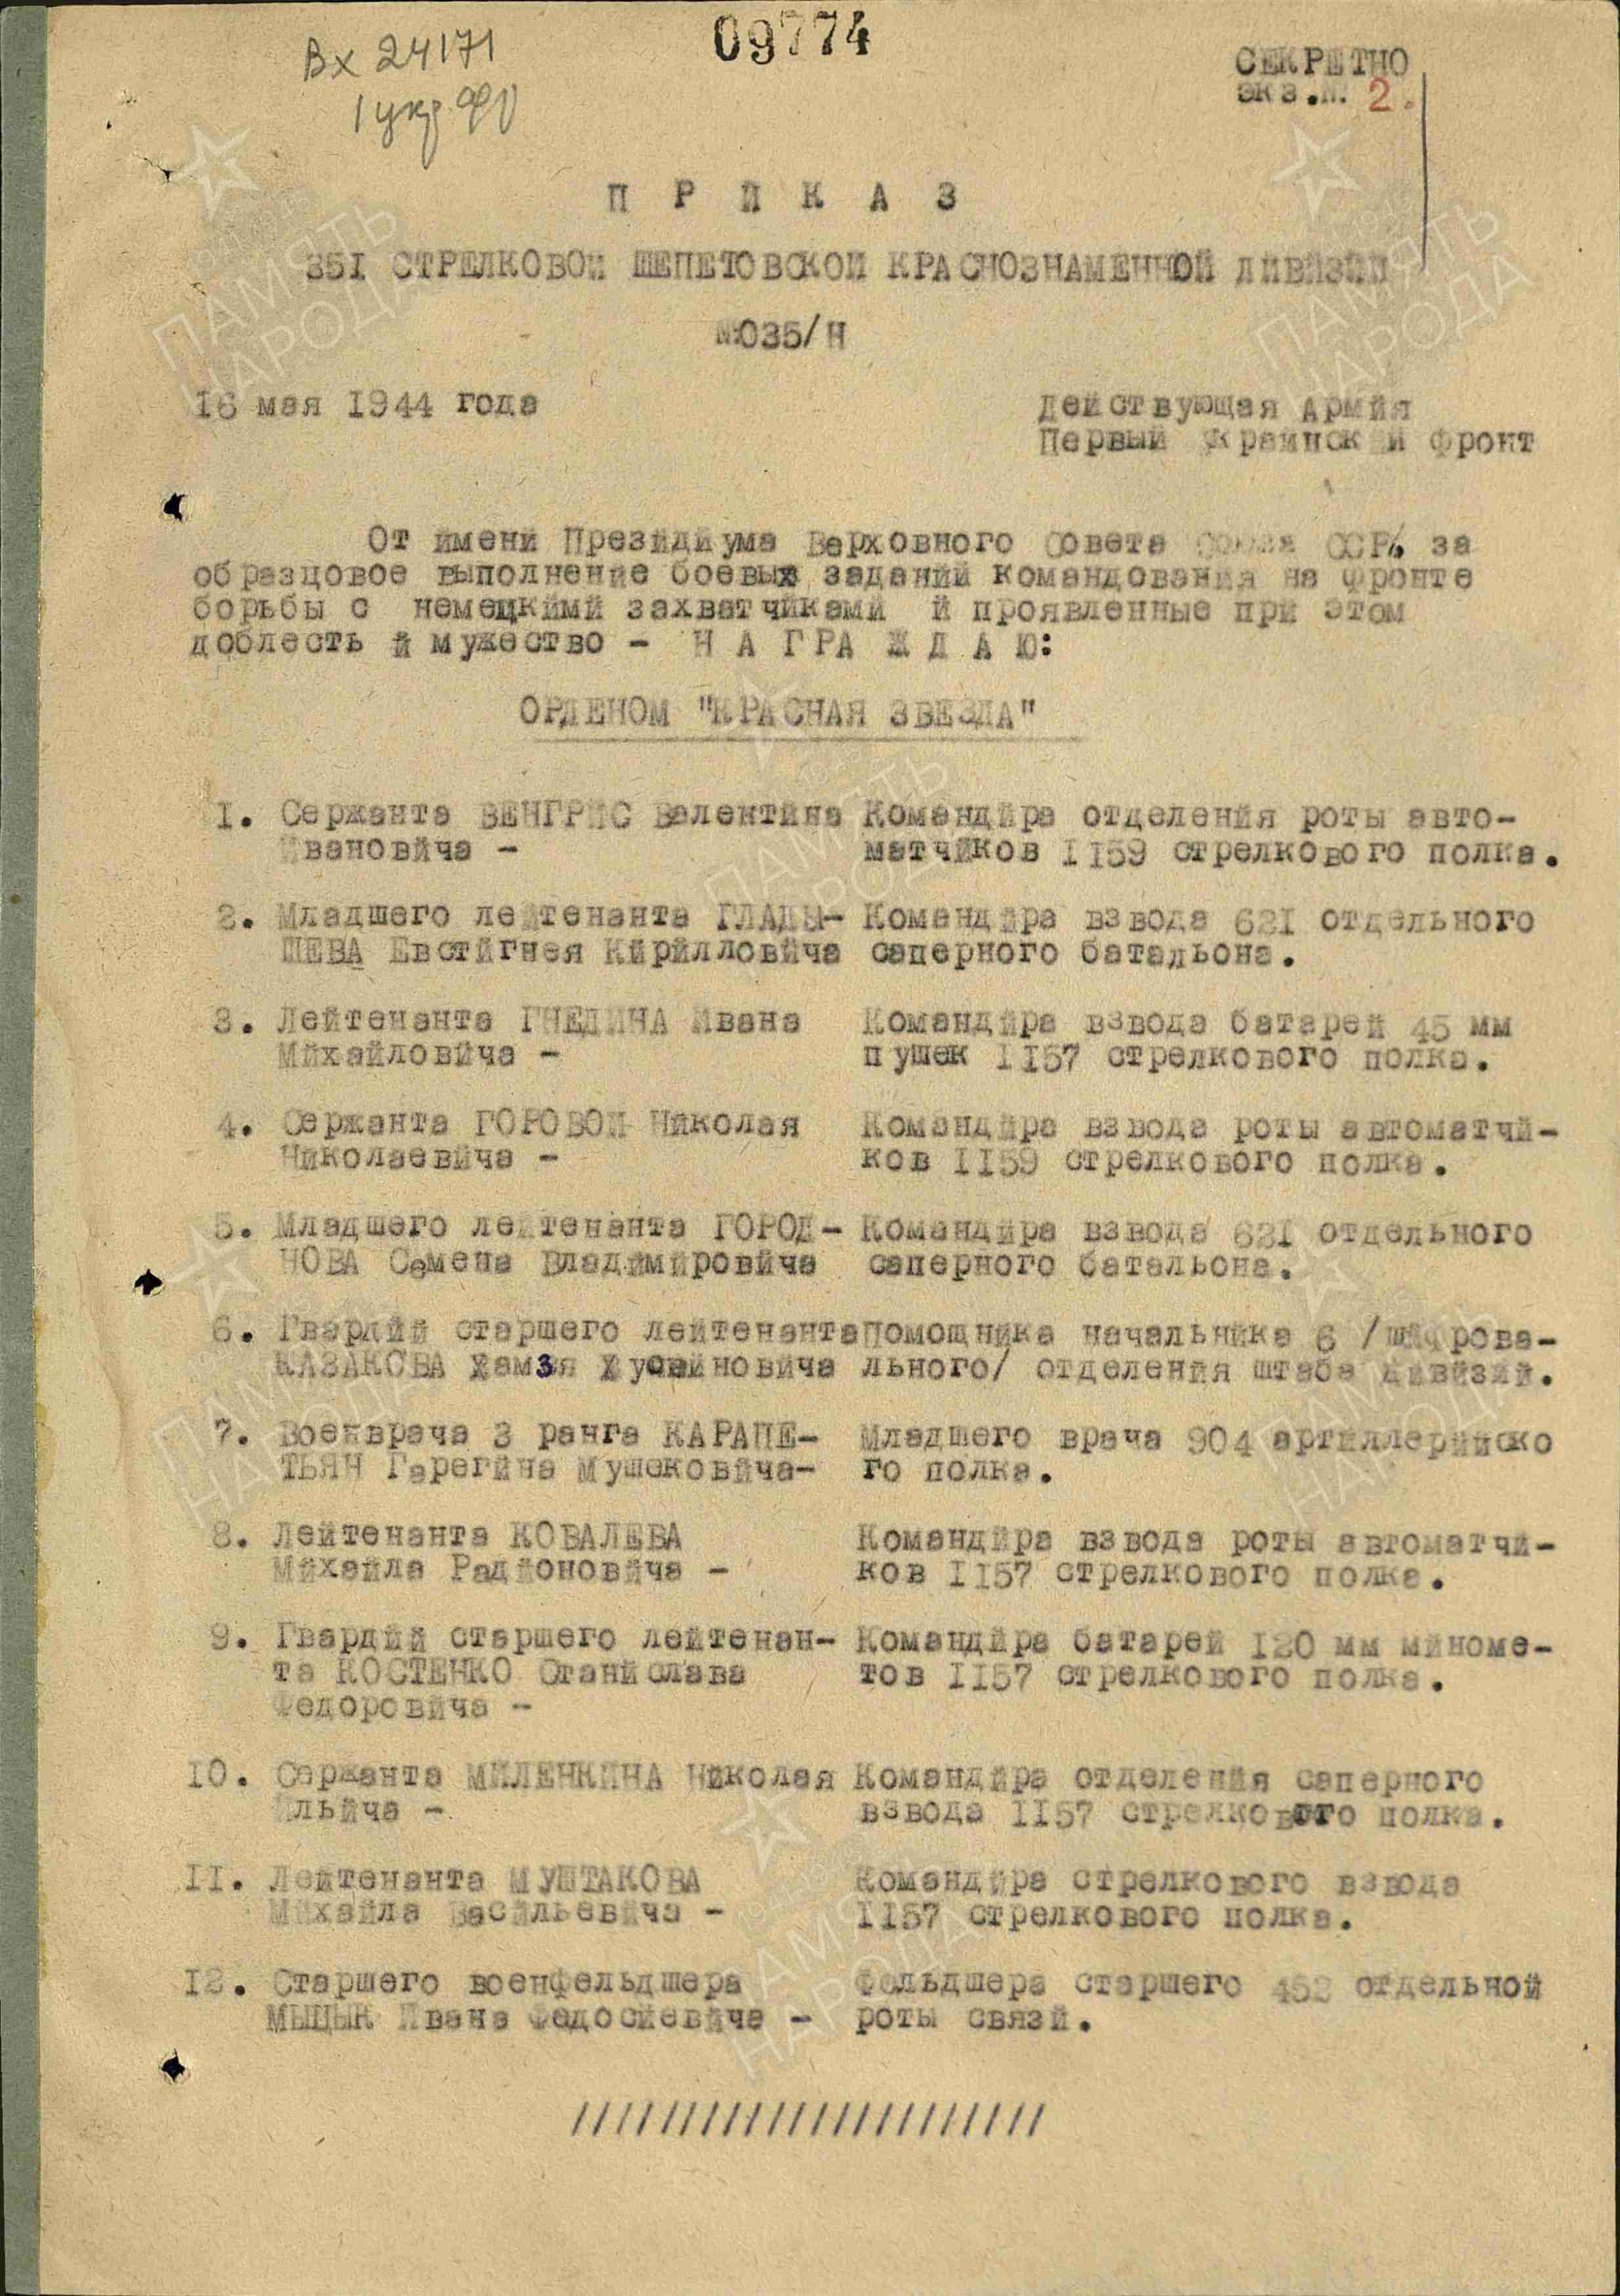 Вх 24171
1 укр фр
09774
СЕКРЕТНО
экз.№ 2.
П Р И К А З
351 СТРЕЛКОВОЙ ШЕПЕТОВСКОЙ КРАСНОЗНАМЕННОЙ ДИВИЗИИ
№035/Н
16 мая 1944 года
Действующая Армия
Первый Украинский фронт
От имени Президиума Верховного Совета Союза ССР, за
образцовое выполнение боевых заданий командования на фронте
борьбы с немецкими захватчиками и проявленные при этом
доблесть и мужество - Н А Г Р А Ж Д А Ю:
ОРДЕНОМ "КРАСНАЯ ЗВЕЗДА"
1. Сержанта ВЕНГРИС Валентина Командира отделения роты авто-
Ивановича - матчиков 1159 стрелкового полка.
2. Младшего лейтенанта ГЛАДЫ- Командира взвода 621 отдельного
ШЕВА Евстигнея Кирилловича саперного батальона.
3. Лейтенанта ГНЕДИНА Ивана Командира взвода батареи 45 мм
Михайловича - пушек 1157 стрелкового полка.
4. Сержанта ГОРОВОЙ Николая Командира взвода роты автоматчи-
Николаевича - ков 1159 стрелкового полка.
5. Младшего лейтенанта ГОРОД- Командира взвода 621 отдельного
НОВА Семена Владимировича саперного батальона.
6. Гвардии старшего лейтенанта Помощника начальника 6 /шифрова-
КАЗАКОВА Хамзя Хусаиновича льного/ отделения штаба дивизии.
7. Военврача 3 ранга КАРАПЕ- Младшего врача 904 артиллерийско
ТЬЯН Гарегина Мушековича- го полка.
8. Лейтенанта КОВАЛЕВА Командира взвода роты автоматчи-
Михаила Радионовича - ков 1157 стрелкового полка.
9. Гвардии старшего лейтенан- Командира батареи 120 мм миноме-
та КОСТЕНКО Станислава тов 1157 стрелкового полка.
Федоровича -
10. Сержанта МИЛЕНКИНА Николая Командира отделения саперного
Ильича - взвода 1157 стрелкового полка.
11. Лейтенанта МУШТАКОВА Командира стрелкового взвода
Михаила Васильевича - 1157 стрелкового полка.
12. Старшего военфельдшера Фельдшера старшего 452 отдельной
МЫЦЫК Ивана Федосиевича - роты связи.
/////////////////////
ПАМЯТЬ НАРОДА